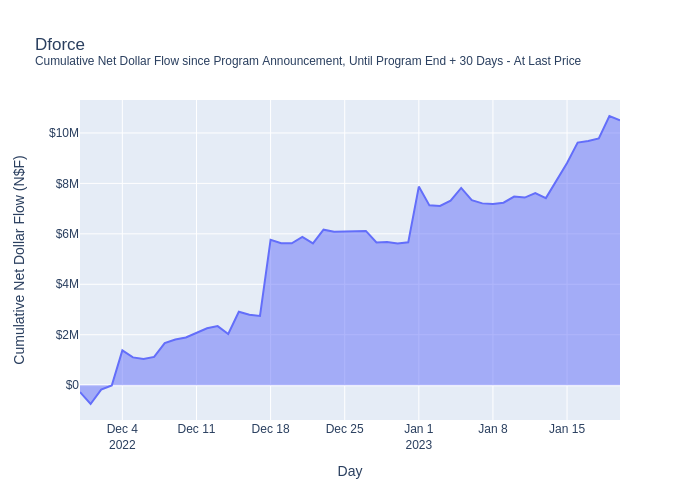 Dforce
Cumulative Net Dollar Flow since Program Announcement, Until Program End + 30 Days - At Last Price
Cumulative Net Dollar Flow (N$F)
$10M
$8M
$6M
$4M
$2M
$0
Dec 4 Dec 11 Dec 18 Dec 25 Jan 1 Jan 8 Jan 15
2022 2023
Day